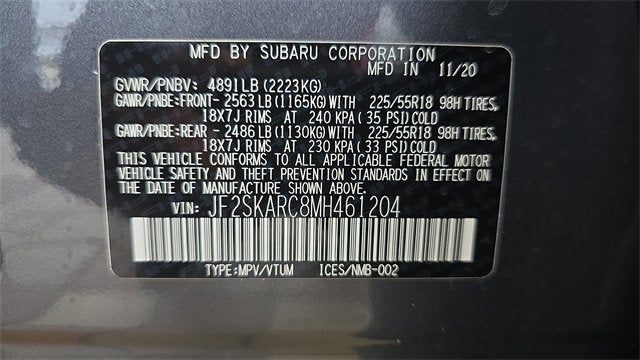 MFD BY SUBARU CORPORATION
MFD IN 11/20
GVWR/PNBV: 4891LB (2223KG)
GAWR/PNBE:FRONT- 2563LB (1165KG)WITH 225/55R18 98H TIRES,
18X7J RIMS AT 240 KPA (35 PSI)COLD
GAWR/PNBE:REAR - 2486LB (1130KG)WITH 225/55R18 98H TIRES,
18X7J RIMS AT 230 KPA (33 PSI)COLD
THIS VEHICLE CONFORMS TO ALL APPLICABLE FEDERAL MOTOR
VEHICLE SAFETY AND THEFT PREVENTION STANDARDS IN EFFECT
ON THE DATE OF MANUFACTURE SHOWN ABOVE.
VIN: JF2SKARC8MH461204
TYPE:MPV/VTUM ICES/NMB-002